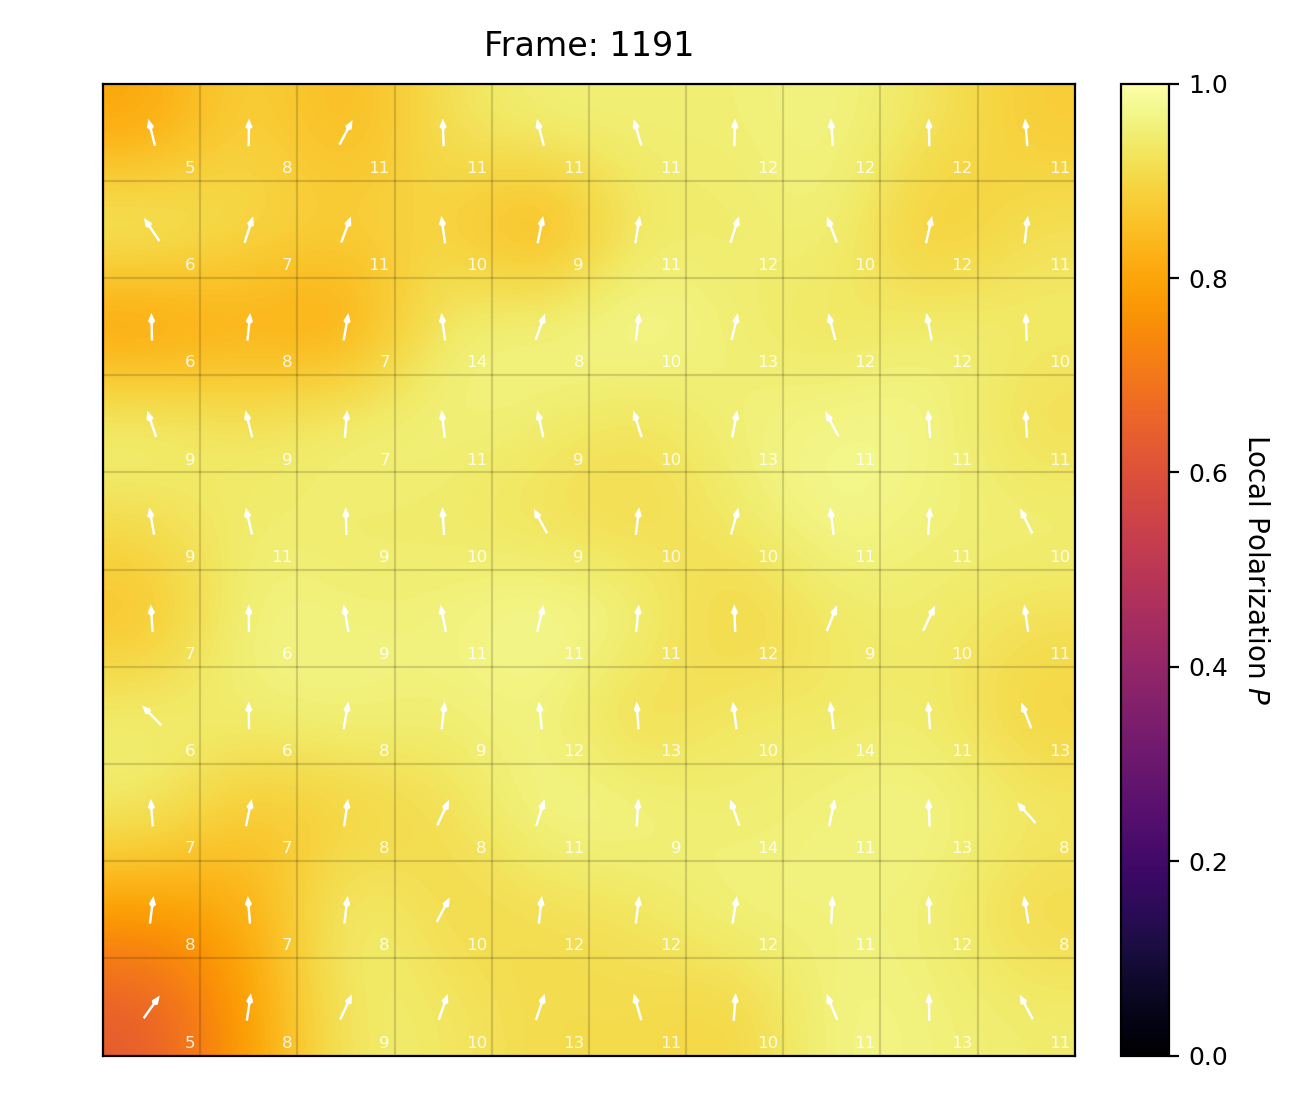 Frame: 1191
5 8 11 11 11 11 12 12 12 11
6 7 11 10 9 11 12 10 12 11
6 8 7 14 8 10 13 12 12 10
9 9 7 11 9 10 13 11 11 11
9 11 9 10 9 10 10 11 11 10
7 6 9 11 11 11 12 9 10 11
6 6 8 9 12 13 10 14 11 13
7 7 8 8 11 9 14 11 13 8
8 7 8 10 12 12 12 11 12 8
5 8 9 10 13 11 10 11 13 11
1.0
0.8
0.6
0.4
0.2
0.0
Local Polarization P